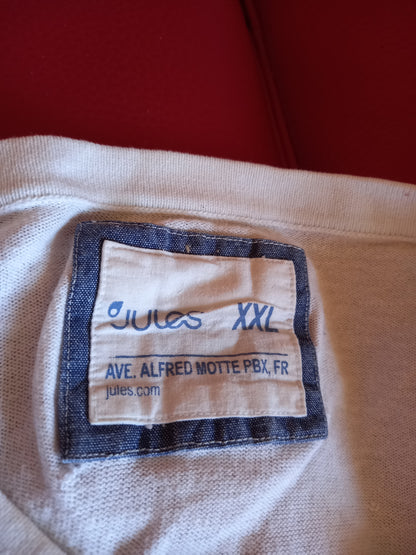 JULES XXL
AVE. ALFRED MOTTE PBX, FR
jules.com